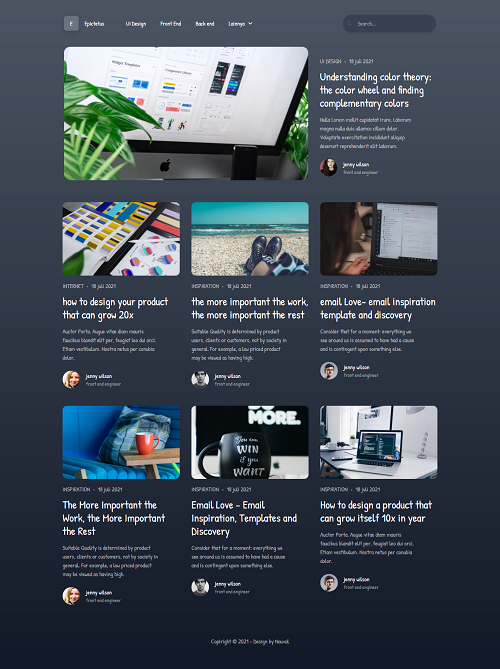 E Epictetus UI Design Front End Back end Lainnya Search...
Widget Templates
Component Library
UI DESIGN • 18 juli 2021
Understanding color theory:
the color wheel and finding
complementary colors
Nulla Lorem mollit cupidatat irure. Laborum
magna nulla duis ullamco cillum dolor.
Voluptate exercitation incididunt aliquip
deserunt reprehenderit elit laborum.
jenny wilson
front end engineer
INTERNET • 18 juli 2021
how to design your product
that can grow 20x
Auctor Porta. Augue vitae diam mauris
faucibus blandit elit per, feugiat leo dui orci.
Etiam vestibulum. Nostra netus per conubia
dolor.
jenny wilson
front end engineer
INSPIRATION • 18 juli 2021
the more important the work,
the more important the rest
Suitable Quality is determined by product
users, clients or customers, not by society in
general. For example, a low priced product
may be viewed as having high.
jenny wilson
front end engineer
INSPIRATION • 18 juli 2021
email Love- email inspiration
template and discovery
Consider that for a moment: everything we
see around us is assumed to have had a cause
and is contingent upon something else.
jenny wilson
front end engineer
INSPIRATION • 18 juli 2021
The More Important the
Work, the More Important
the Rest
Suitable Quality is determined by product
users, clients or customers, not by society in
general. For example, a low priced product
may be viewed as having high.
jenny wilson
front end engineer
MORE.
You can
WIN
if you
WANT
INSPIRATION • 18 juli 2021
Email Love - Email
Inspiration, Templates and
Discovery
Consider that for a moment: everything we
see around us is assumed to have had a cause
and is contingent upon something else.
jenny wilson
front end engineer
INSPIRATION • 18 juli 2021
How to design a product that
can grow itself 10x in year
Auctor Porta. Augue vitae diam mauris
faucibus blandit elit per, feugiat leo dui orci.
Etiam vestibulum. Nostra netus per conubia
dolor.
jenny wilson
front end engineer
Copyright © 2021 - Design by Nauval